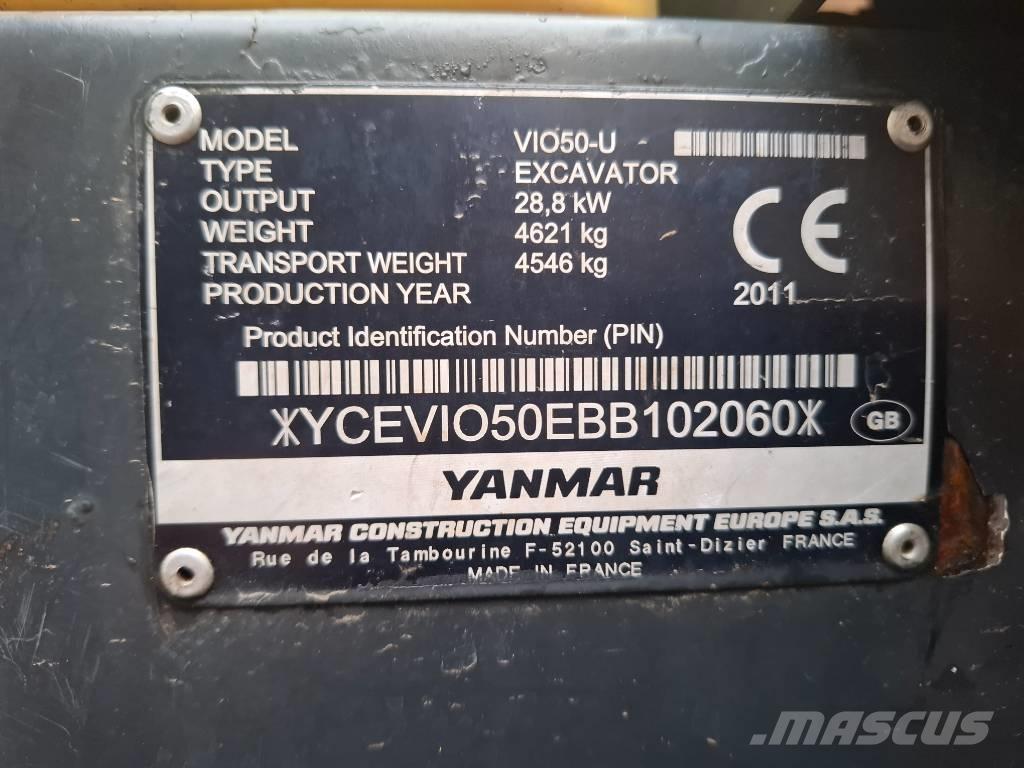 MODEL VIO50-U
TYPE EXCAVATOR
OUTPUT 28,8 kW
WEIGHT 4621 kg
TRANSPORT WEIGHT 4546 kg
PRODUCTION YEAR 2011
CE
Product Identification Number (PIN)
ӁYCEVIO50EBB102060Ӂ GB
YANMAR
YANMAR CONSTRUCTION EQUIPMENT EUROPE S.A.S.
Rue de la Tambourine F-52100 Saint-Dizier FRANCE
MADE IN FRANCE
MASCUS